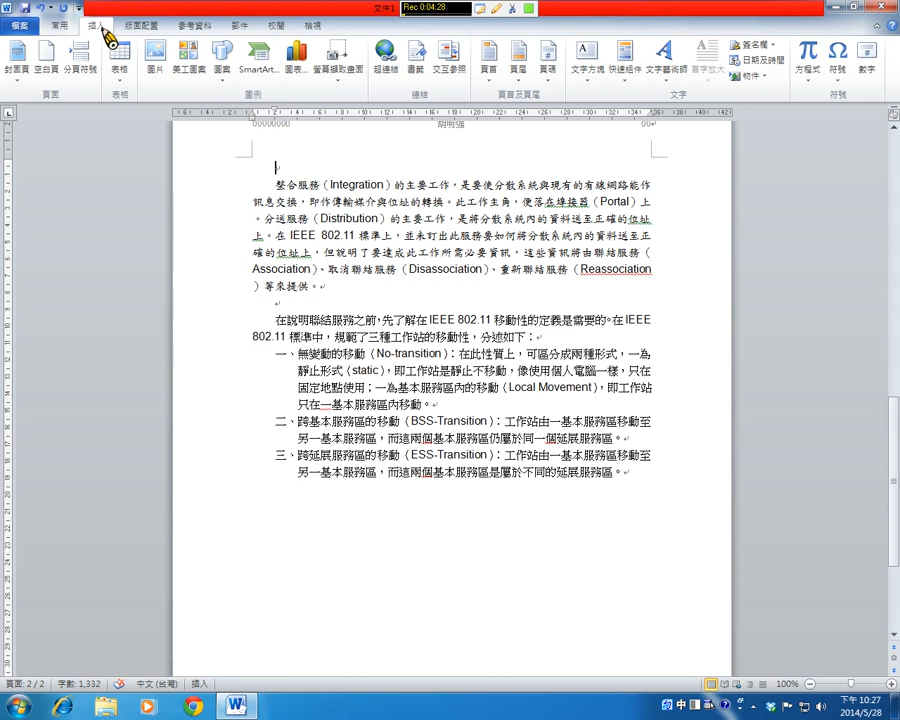 文件1
Rec 0:04:28
檔案 常用 插入 版面配置 參考資料 郵件 校閱 檢視
封面頁 空白頁 分頁符號 表格 圖片 美工圖案 圖案 SmartArt... 圖表... 螢幕擷取畫面 超連結 書籤 交互參照 頁首 頁尾 頁碼 文字方塊 快速組件 文字藝術師 首字放大 簽名欄 日期及時間 物件 方程式 符號 數字
頁面 表格 圖例 連結 頁首及頁尾 文字 符號
00000000 胡明強 00
整合服務（Integration）的主要工作，是要使分散系統與現有的有線網路能作
訊息交換，即作傳輸媒介與位址的轉換。此工作主角，便落在連接器（Portal）上
。分送服務（Distribution）的主要工作，是將分散系統內的資料送至正確的位址
上。在 IEEE 802.11 標準上，並未訂出此服務要如何將分散系統內的資料送至正
確的位址上，但說明了要達成此工作所需必要資訊，這些資訊將由聯結服務（
Association）、取消聯結服務（Disassociation）、重新聯結服務（Reassociation
）等來提供。
在說明聯結服務之前，先了解在 IEEE 802.11 移動性的定義是需要的。在 IEEE
802.11 標準中，規範了三種工作站的移動性，分述如下：
一、無變動的移動（No-transition）：在此性質上，可區分成兩種形式，一為
靜止形式（static），即工作站是靜止不移動，像使用個人電腦一樣，只在
固定地點使用；一為基本服務區內的移動（Local Movement），即工作站
只在一基本服務區內移動。
二、跨基本服務區的移動（BSS-Transition）：工作站由一基本服務區移動至
另一基本服務區，而這兩個基本服務區仍屬於同一個延展服務區。
三、跨延展服務區的移動（ESS-Transition）：工作站由一基本服務區移動至
另一基本服務區，而這兩個基本服務區是屬於不同的延展服務區。
頁面: 2 / 2 字數: 1,332 中文 (台灣) 插入 100%
下午 10:27
2014/5/28